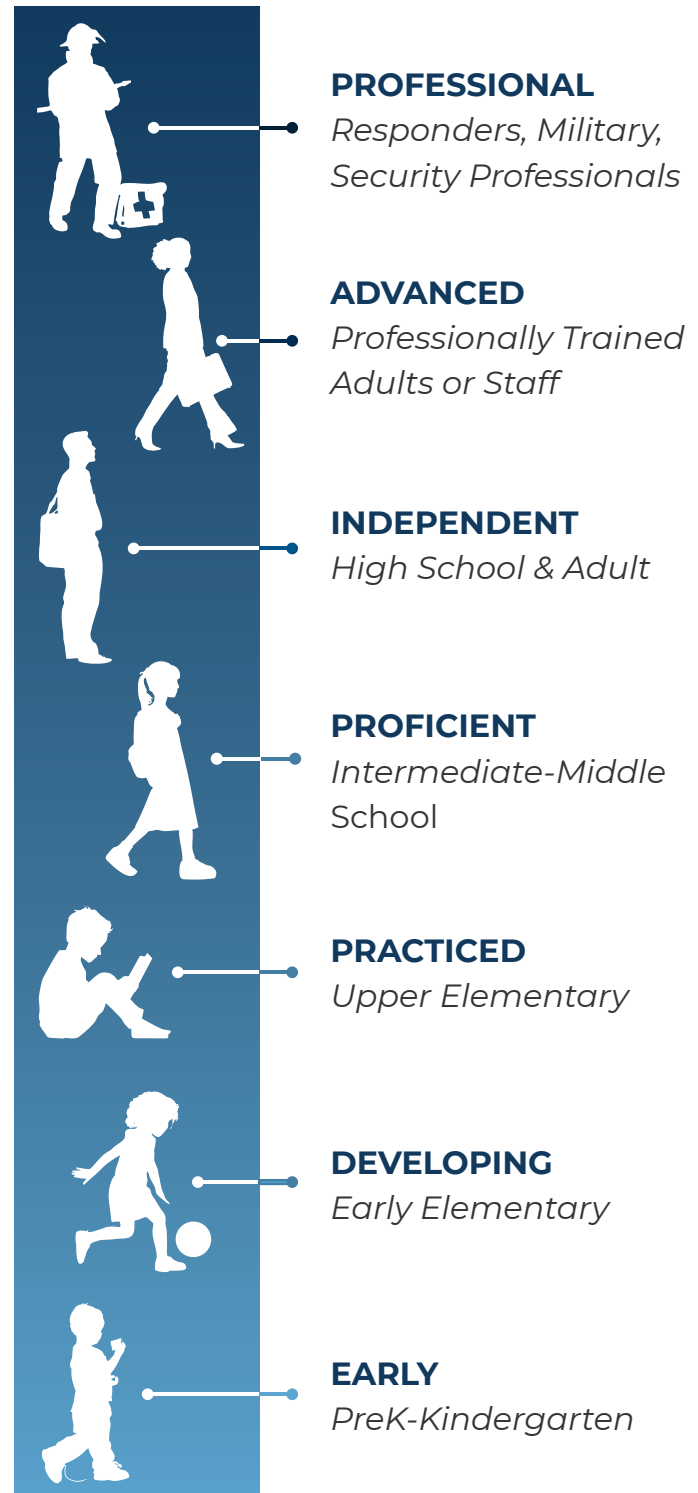 PROFESSIONAL
Responders, Military,
Security Professionals
ADVANCED
Professionally Trained
Adults or Staff
INDEPENDENT
High School & Adult
PROFICIENT
Intermediate-Middle
School
PRACTICED
Upper Elementary
DEVELOPING
Early Elementary
EARLY
PreK-Kindergarten